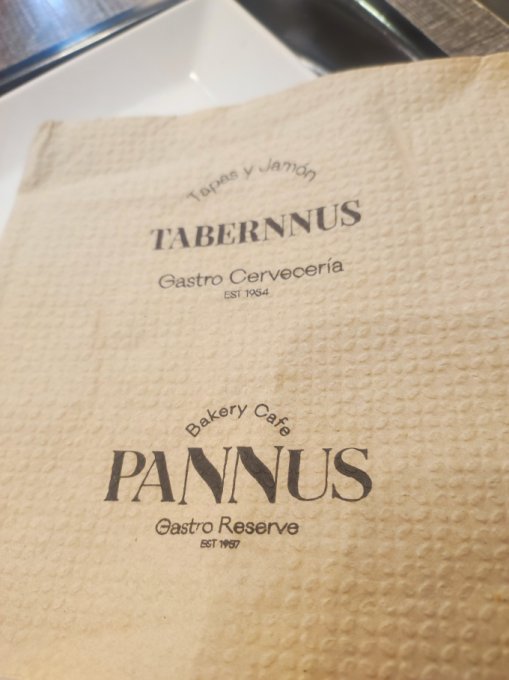 Tapas y Jamón
TABERNNUS
Gastro Cervecería
EST 1954
Bakery Cafe
PANNUS
Gastro Reserve
EST 1957